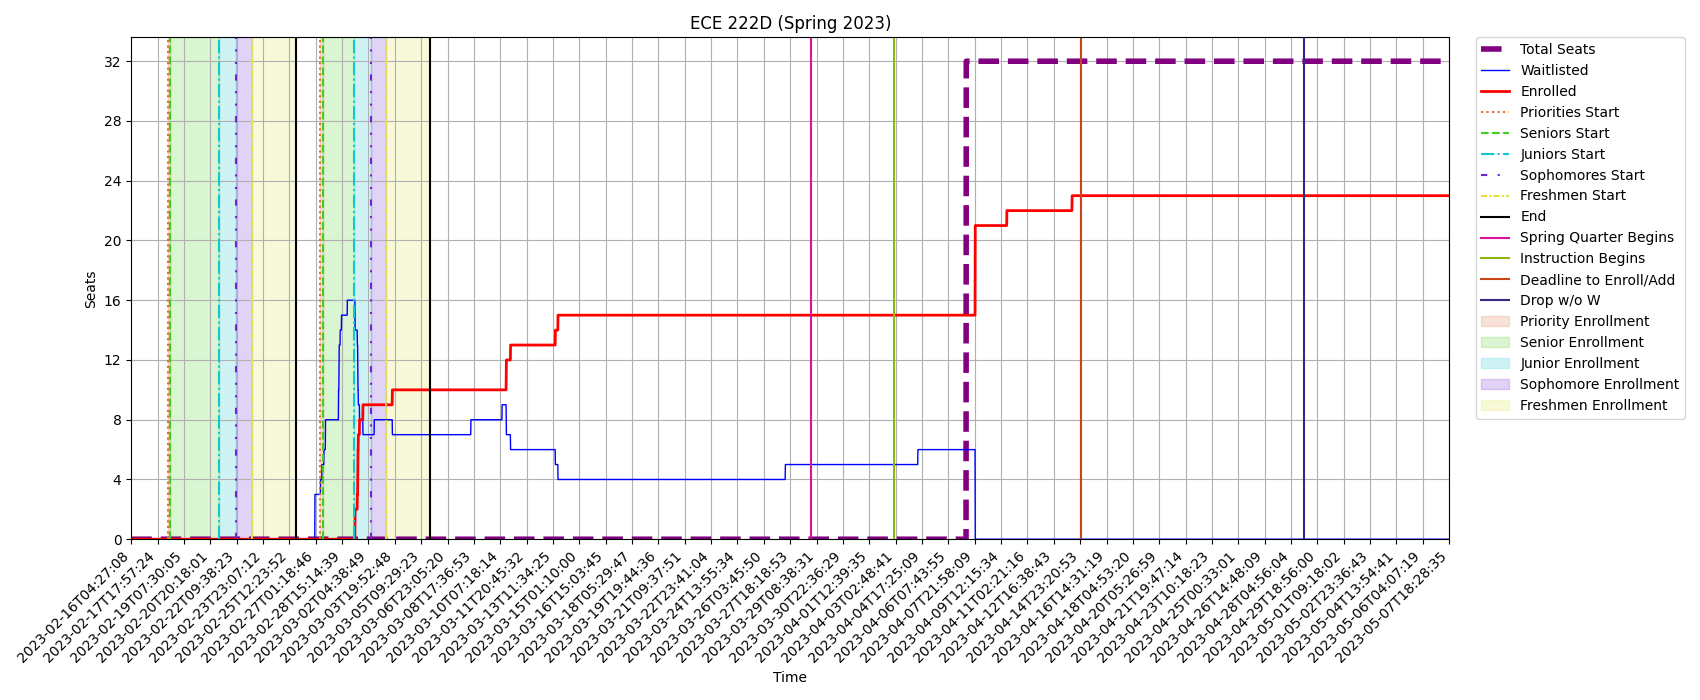 ECE 222D (Spring 2023)
Seats
32
28
24
20
16
12
8
4
0
2023-02-16T04:27:08
2023-02-17T17:57:24
2023-02-19T07:30:05
2023-02-20T20:18:01
2023-02-22T09:38:23
2023-02-23T23:07:12
2023-02-25T12:23:52
2023-02-27T01:18:46
2023-02-28T15:14:39
2023-03-02T04:38:49
2023-03-03T19:52:48
2023-03-05T09:29:23
2023-03-06T23:05:20
2023-03-08T17:36:53
2023-03-10T07:18:14
2023-03-11T20:45:32
2023-03-13T11:34:25
2023-03-15T01:10:00
2023-03-16T15:03:45
2023-03-18T05:29:47
2023-03-19T19:44:36
2023-03-21T09:37:51
2023-03-22T23:41:04
2023-03-24T13:55:34
2023-03-26T03:45:50
2023-03-27T18:18:53
2023-03-29T08:38:31
2023-03-30T22:36:29
2023-04-01T12:39:35
2023-04-03T02:48:41
2023-04-04T17:25:09
2023-04-06T07:43:55
2023-04-07T21:58:09
2023-04-09T12:15:34
2023-04-11T02:21:16
2023-04-12T16:38:43
2023-04-14T23:20:53
2023-04-16T14:31:19
2023-04-18T04:53:20
2023-04-20T05:26:59
2023-04-21T19:47:14
2023-04-23T10:18:23
2023-04-25T00:33:01
2023-04-26T14:48:09
2023-04-28T04:56:04
2023-04-29T18:56:00
2023-05-01T09:18:02
2023-05-02T23:36:43
2023-05-04T13:54:41
2023-05-06T04:07:19
2023-05-07T18:28:35
Time
Total Seats
Waitlisted
Enrolled
Priorities Start
Seniors Start
Juniors Start
Sophomores Start
Freshmen Start
End
Spring Quarter Begins
Instruction Begins
Deadline to Enroll/Add
Drop w/o W
Priority Enrollment
Senior Enrollment
Junior Enrollment
Sophomore Enrollment
Freshmen Enrollment